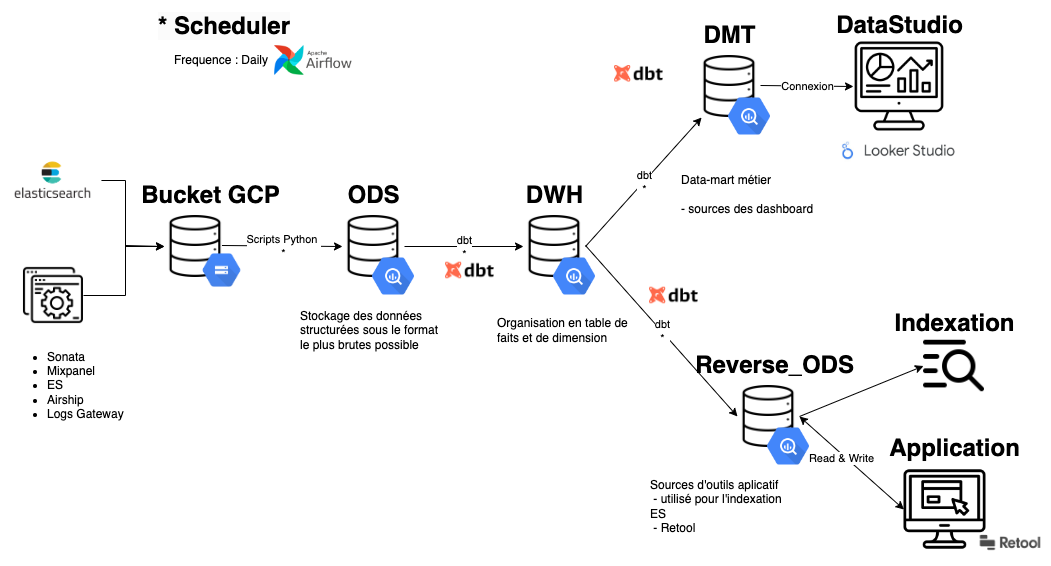 * Scheduler
Frequence : Daily
Apache
Airflow
DMT
DataStudio
dbt
Connexion
Looker Studio
dbt
*
Data-mart métier
- sources des dashboard
elasticsearch
Bucket GCP
ODS
DWH
Scripts Python
*
dbt
*
dbt
Stockage des données
structurées sous le format
le plus brutes possible
Organisation en table de
faits et de dimension
dbt
dbt
*
• Sonata
• Mixpanel
• ES
• Airship
• Logs Gateway
Reverse_ODS
Indexation
Application
Read & Write
Sources d'outils aplicatif
- utilisé pour l'indexation
ES
- Retool
Retool